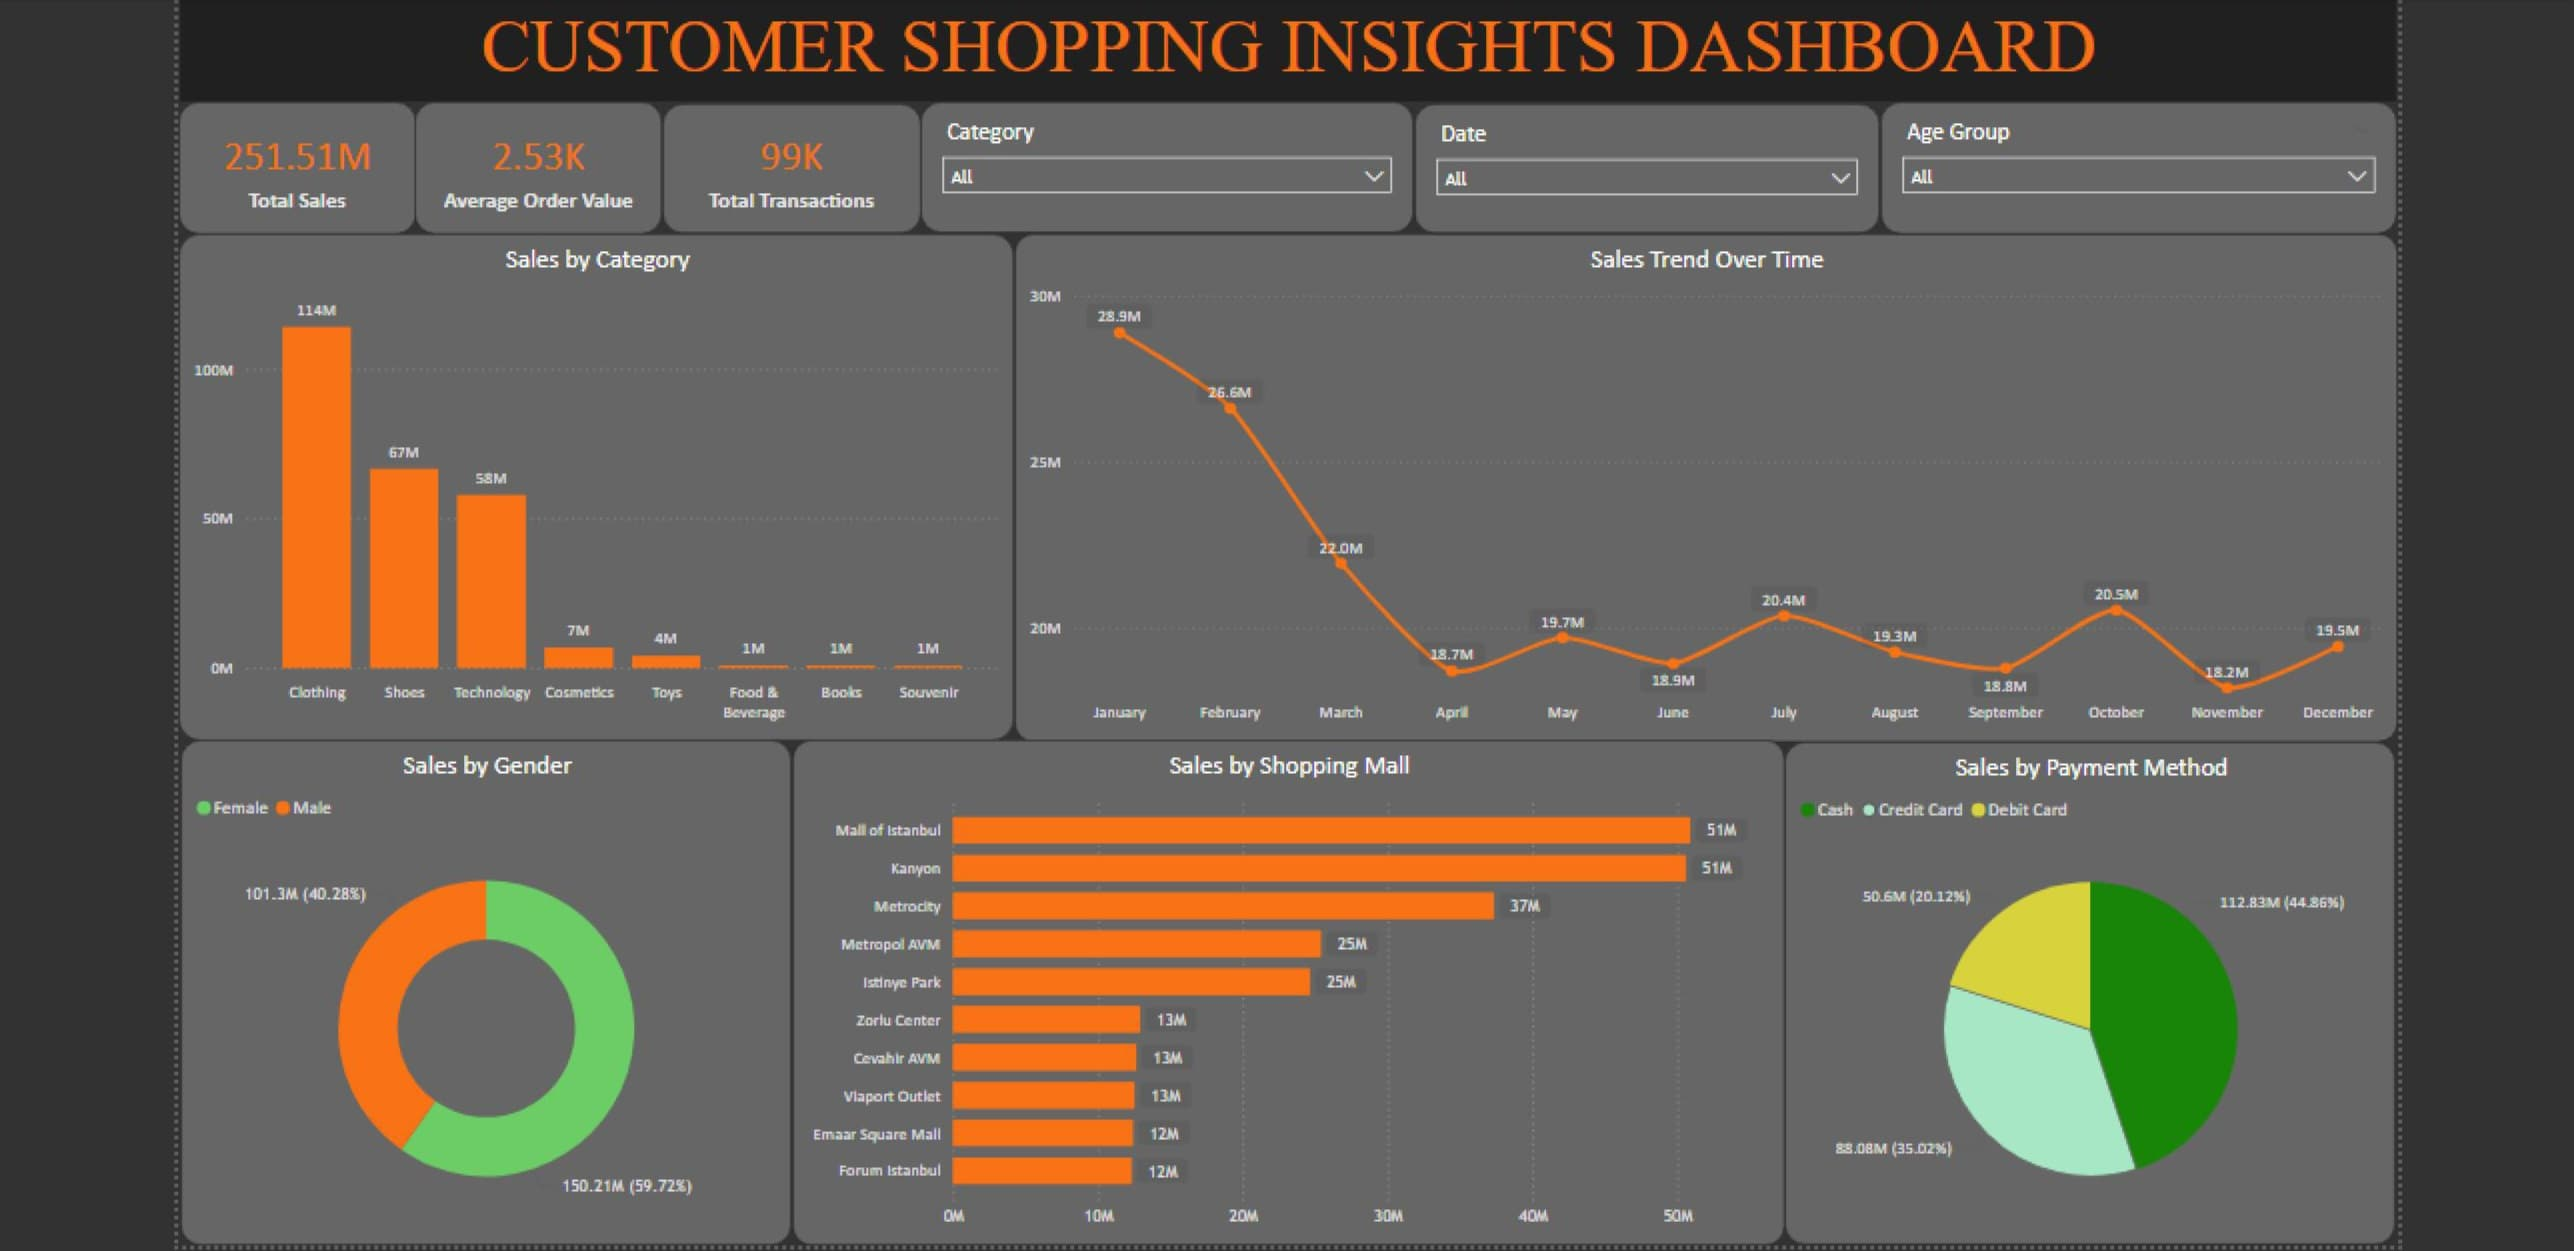 CUSTOMER SHOPPING INSIGHTS DASHBOARD
251.51M
Total Sales
2.53K
Average Order Value
99K
Total Transactions
Category
All
Date
All
Age Group
All
Sales by Category
114M
67M
58M
7M
4M
1M
1M
1M
100M
50M
0M
Clothing
Shoes
Technology
Cosmetics
Toys
Food &
Beverage
Books
Souvenir
Sales Trend Over Time
30M
25M
20M
28.9M
26.6M
22.0M
18.7M
19.7M
18.9M
20.4M
19.3M
18.8M
20.5M
18.2M
19.5M
January
February
March
April
May
June
July
August
September
October
November
December
Sales by Gender
Female Male
101.3M (40.28%)
150.21M (59.72%)
Sales by Shopping Mall
Mall of Istanbul 51M
Kanyon 51M
Metrocity 37M
Metropol AVM 25M
Istinye Park 25M
Zorlu Center 13M
Cevahir AVM 13M
Viaport Outlet 13M
Emaar Square Mall 12M
Forum Istanbul 12M
0M 10M 20M 30M 40M 50M
Sales by Payment Method
Cash Credit Card Debit Card
50.6M (20.12%)
112.83M (44.86%)
88.08M (35.02%)